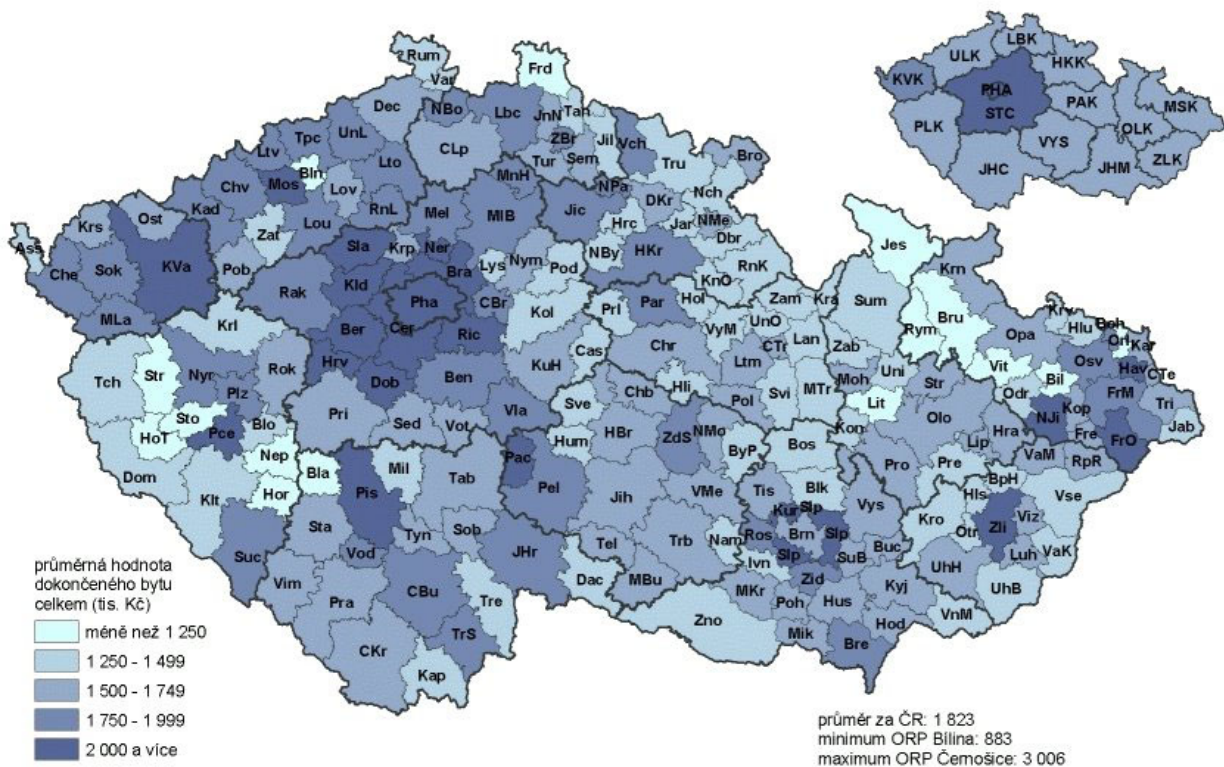 Rum
Var
Frd
Dec
NBo
Lbc
JnN
Tan
Tpc
UnL
CLp
ZBr
Jil
Vch
Ltv
Lto
Tur
Sem
Tru
Bro
Bln
MnH
Mos
Lov
NPa
Nch
Chv
RnL
Mel
MlB
Jic
DKr
Kad
Lou
Hrc
Jar
NMe
Ost
Krs
Zat
Sla
Krp
Ner
NBy
HKr
Dbr
Ass
Che
Sok
KVa
Pob
Kld
Bra
Lys
Nym
Pod
RnK
KnO
Jes
Krn
Rak
Pha
CBr
Kol
Par
Hol
Zam
Kra
Sum
MLa
Krl
Ber
Cer
Ric
Prl
VyM
UnO
Rym
Bru
Opa
Krv
Hlu
Boh
Orl
Kar
Tch
Str
Nyr
Rok
Hrv
KuH
Cas
Chr
CTr
Lan
Zab
Vit
Osv
Hav
CTe
Plz
Dob
Ben
Ltm
Moh
Uni
Str
Bil
FrM
Sto
Pri
Chb
Hli
Svi
MTr
Lit
Odr
Tri
HoT
Pce
Blo
Sed
Vot
Vla
Sve
Pol
Olo
NJi
Kop
Jab
Dom
Nep
Hum
HBr
ZdS
NMo
Kon
Hra
Fre
FrO
Bla
Mil
Pac
ByP
Bos
Lip
VaM
RpR
Klt
Hor
Pis
Tab
Pel
Pro
Pre
BpH
Jih
VMe
Tis
Blk
Vys
Hls
Vse
Sta
Sob
Kur
Slp
Kro
Otr
Zli
Viz
Suc
Vod
Tyn
JHr
Tel
Trb
Nam
Ros
Brn
Slp
Buc
Slp
SuB
Luh
VaK
Vim
CBu
Dac
MBu
Ivn
Zid
UhH
UhB
Pra
Tre
MKr
Poh
Hus
Kyj
VnM
TrS
Zno
Mik
Hod
CKr
Kap
Bre
LBK
ULK
HKK
KVK
PHA
STC
PAK
MSK
PLK
OLK
VYS
JHC
JHM
ZLK
průměrná hodnota
dokončeného bytu
celkem (tis. Kč)
méně než 1 250
1 250 - 1 499
1 500 - 1 749
1 750 - 1 999
2 000 a více
průměr za ČR: 1 823
minimum ORP Bílina: 883
maximum ORP Černošice: 3 006